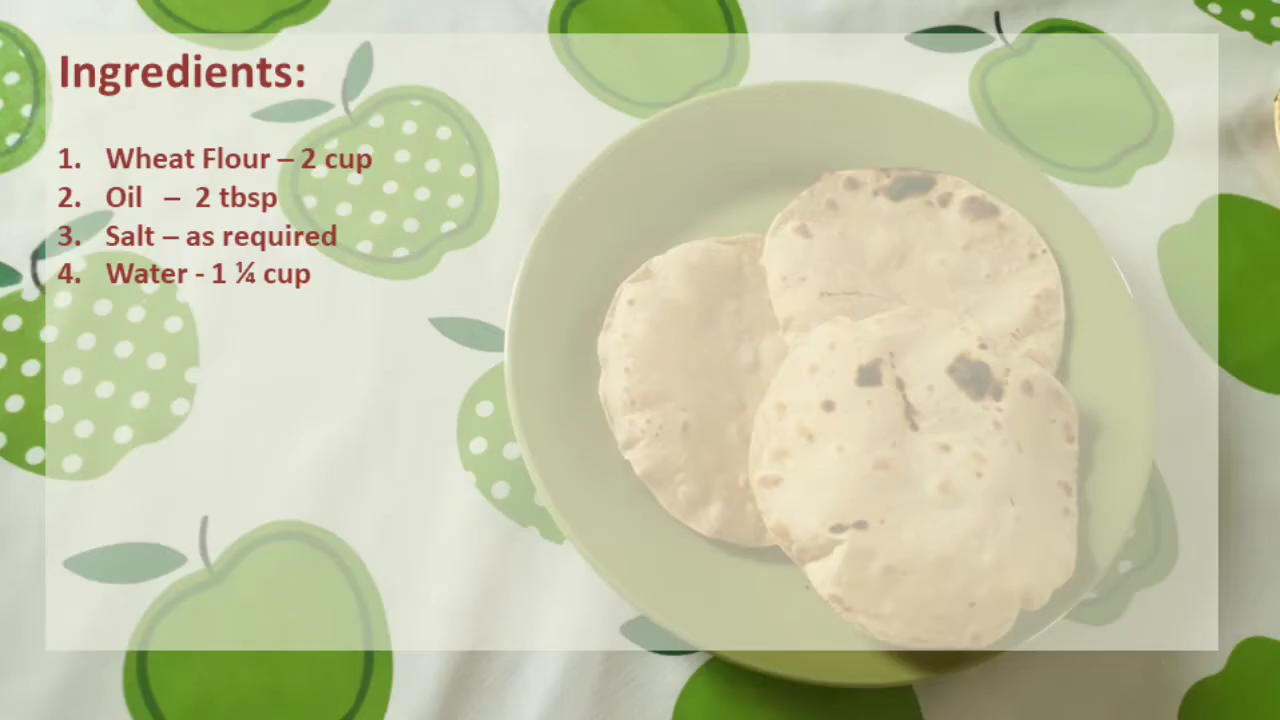 Ingredients:
1. Wheat Flour – 2 cup
2. Oil – 2 tbsp
3. Salt – as required
4. Water - 1 ¼ cup